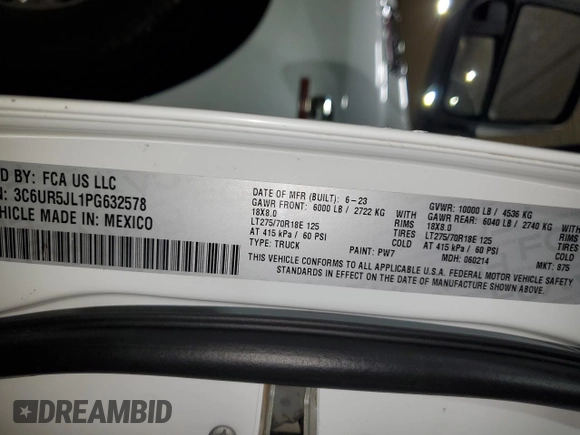 D BY: FCA US LLC
: 3C6UR5JL1PG632578
EHICLE MADE IN: MEXICO
DATE OF MFR (BUILT): 6-23
GAWR FRONT: 6000 LB / 2722 KG
18X8.0 RIMS
LT275/70R18E 125 TIRES
AT 415 kPa / 60 PSI COLD
TYPE: TRUCK PAINT: PW7
GVWR: 10000 LB / 4536 KG
GAWR REAR: 6040 LB / 2740 KG
18X8.0 RIMS
LT275/70R18E 125 TIRES
AT 415 kPa / 60 PSI COLD
MDH: 060214 MKT: 875
THIS VEHICLE CONFORMS TO ALL APPLICABLE U.S.A. FEDERAL MOTOR VEHICLE SAFETY
STANDARDS IN EFFECT ON THE DATE OF MANUFACTURE SHOWN ABOVE.
DREAMBID